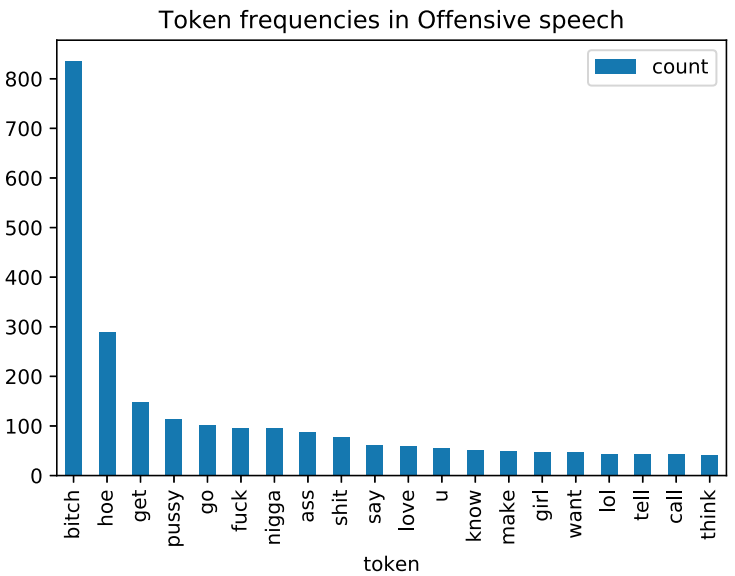 Token frequencies in Offensive speech
count
800
700
600
500
400
300
200
100
0
bitch
hoe
get
pussy
go
fuck
nigga
ass
shit
say
love
u
know
make
girl
want
lol
tell
call
think
token